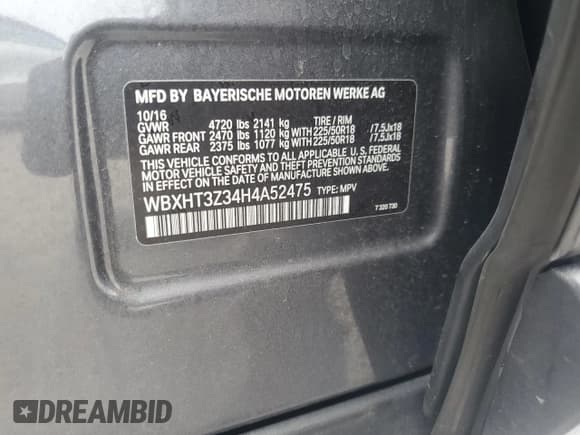 MFD BY BAYERISCHE MOTOREN WERKE AG
10/16
GVWR 4720 lbs 2141 kg TIRE / RIM
GAWR FRONT 2470 lbs 1120 kg WITH 225/50R18 /7.5Jx18
GAWR REAR 2375 lbs 1077 kg WITH 225/50R18 /7.5Jx18
THIS VEHICLE CONFORMS TO ALL APPLICABLE U. S. FEDERAL
MOTOR VEHICLE SAFETY AND THEFT PREVENTION STANDARDS
IN EFFECT ON THE DATE OF MANUFACTURE SHOWN ABOVE.
WBXHT3Z34H4A52475 TYPE: MPV
DREAMBID